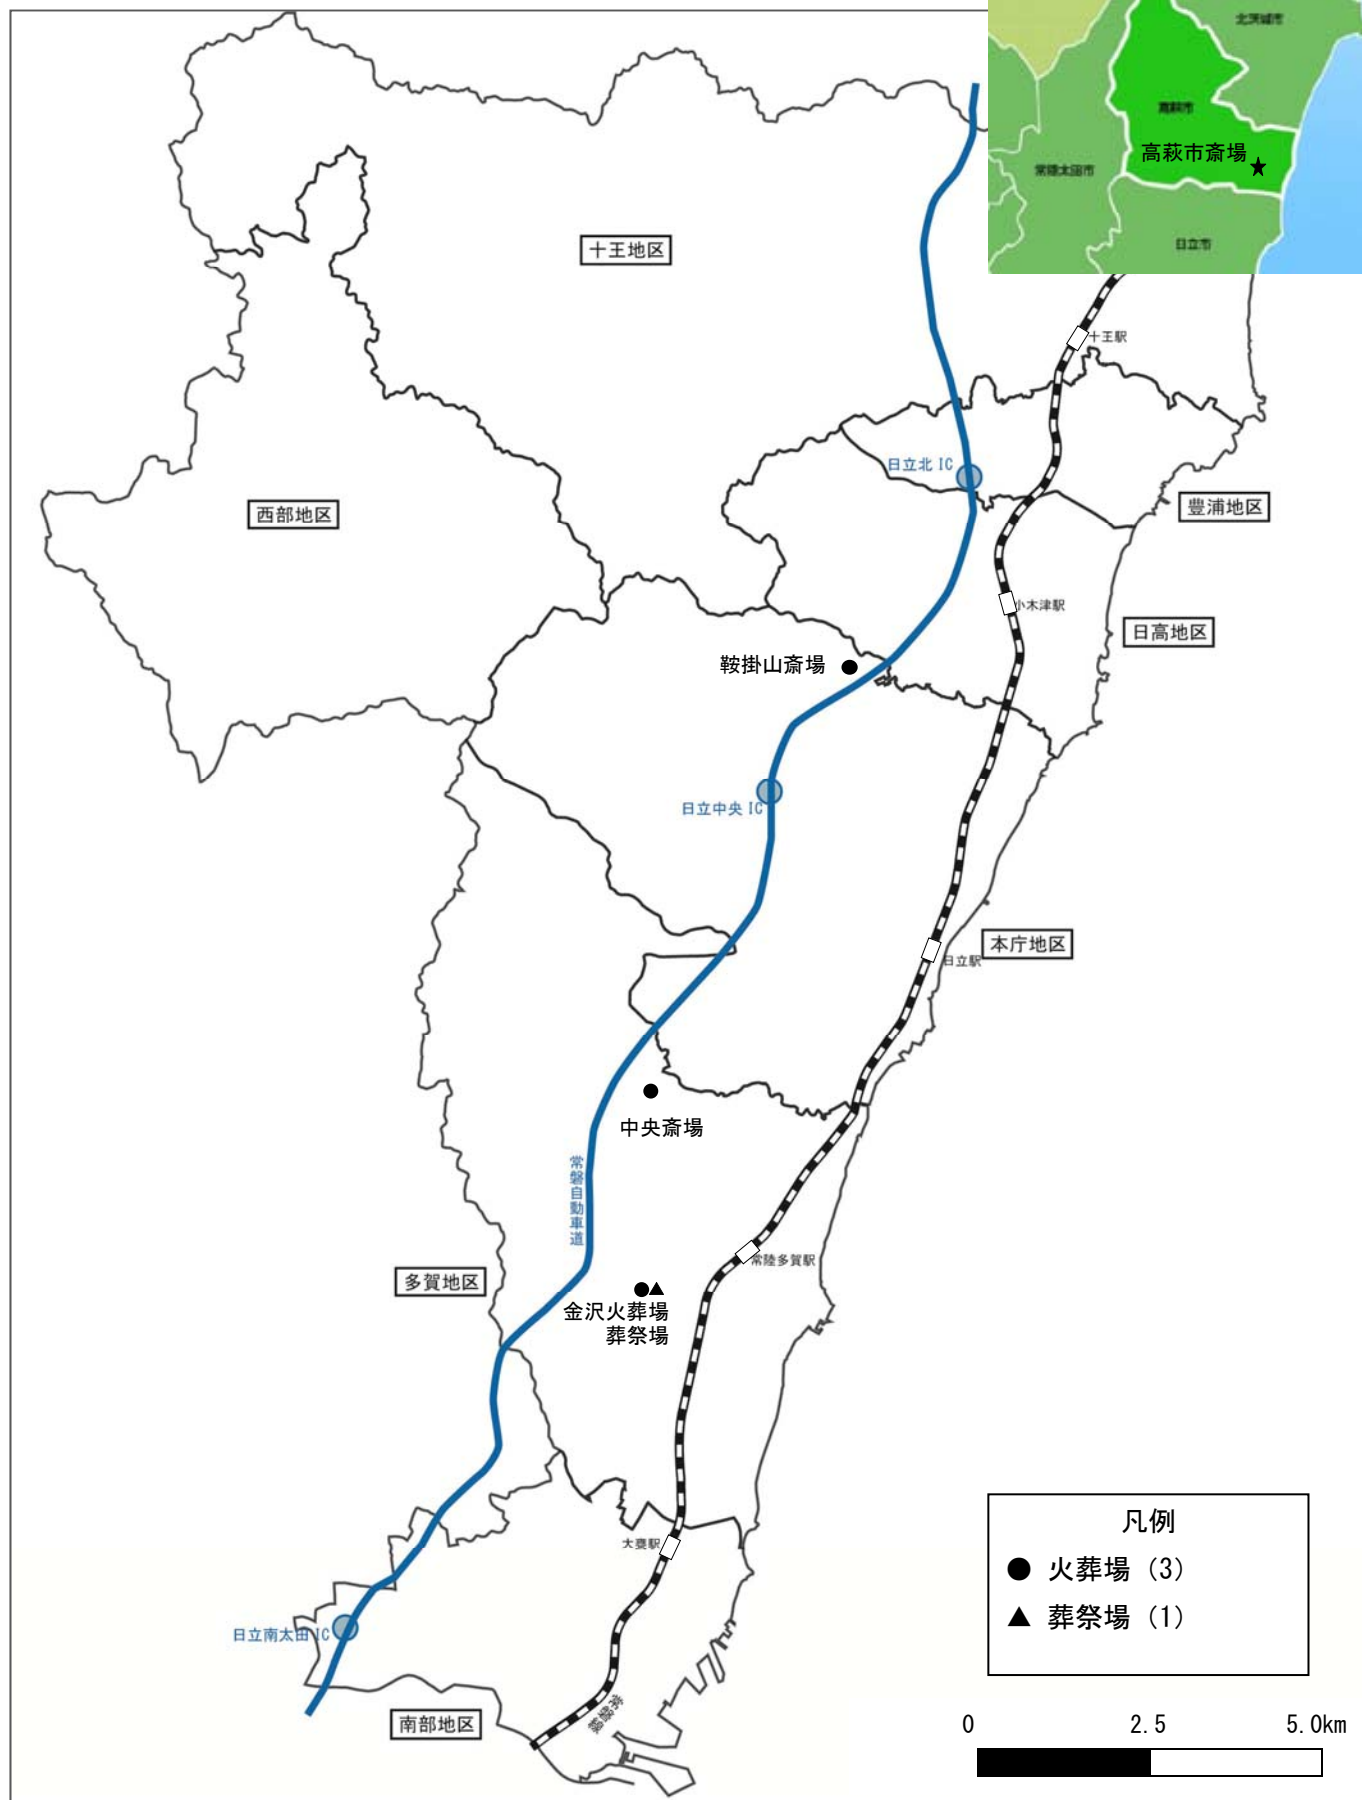 北茨城市
高萩市
高萩市斎場
常陸太田市
日立市
十王地区
十王駅
日立北 IC
西部地区
豊浦地区
小木津駅
日高地区
鞍掛山斎場
日立中央 IC
本庁地区
日立駅
中央斎場
常磐自動車道
常陸多賀駅
多賀地区
金沢火葬場
葬祭場
大甕駅
日立南太田 IC
南部地区
常磐線
凡例
● 火葬場（3）
▲ 葬祭場（1）
0 2.5 5.0km